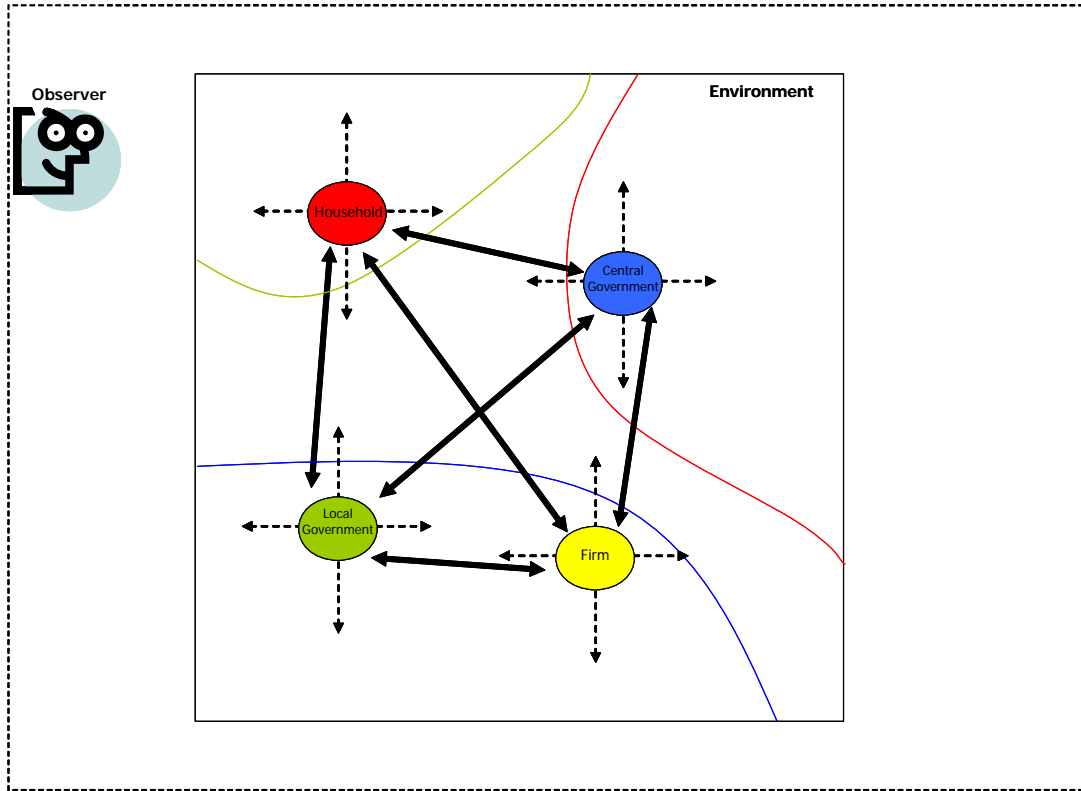 Observer
Environment
Household
Central
Government
Local
Government
Firm